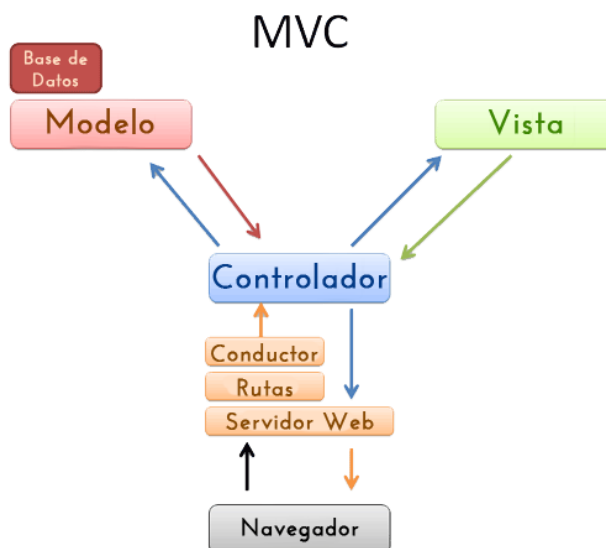 MVC
Base de
Datos
Modelo
Vista
Controlador
Conductor
Rutas
Servidor Web
Navegador